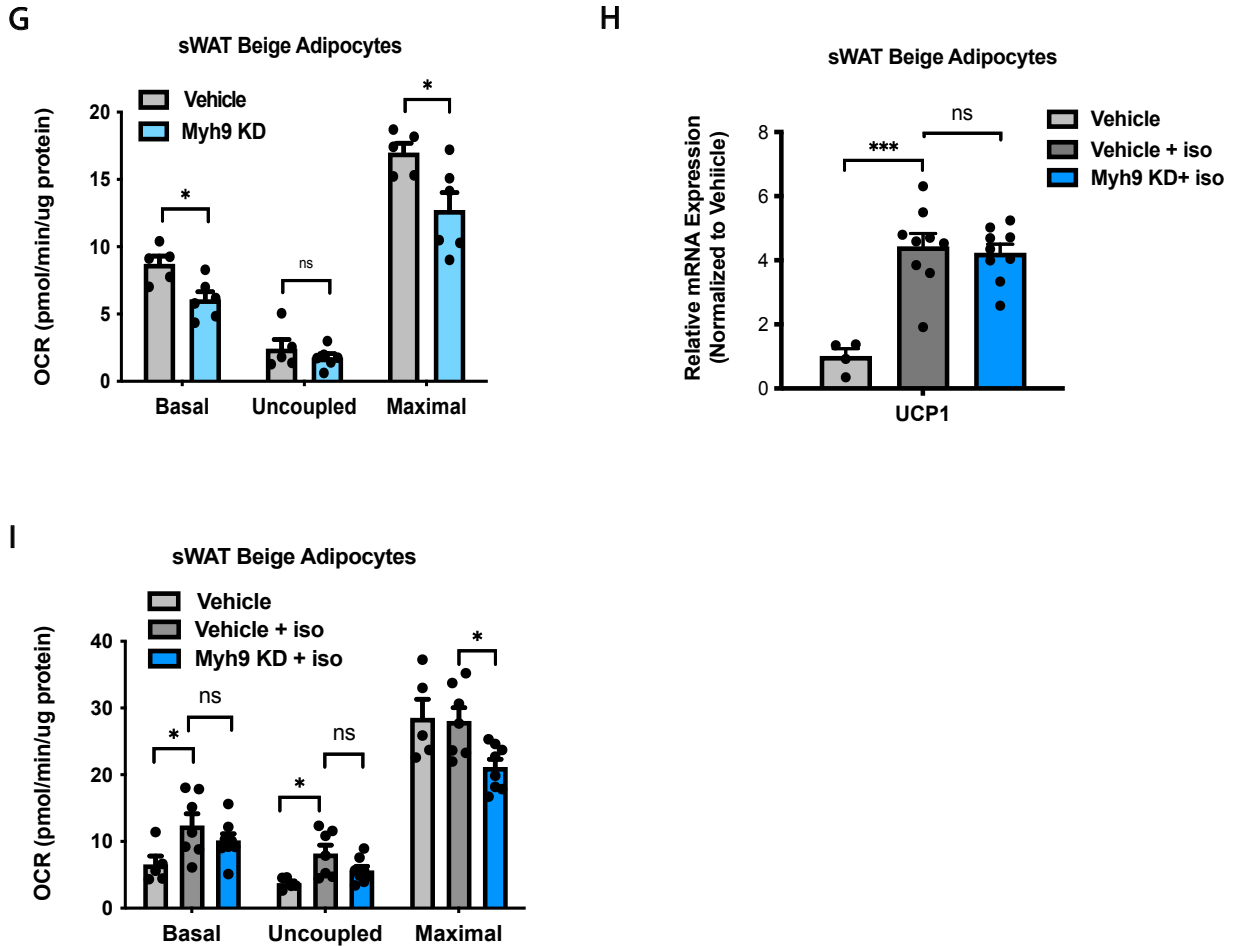 G
sWAT Beige Adipocytes
Vehicle
Myh9 KD
OCR (pmol/min/ug protein)
20
15
10
5
0
*
ns
*
Basal Uncoupled Maximal
H
sWAT Beige Adipocytes
Vehicle
Vehicle + iso
Myh9 KD+ iso
Relative mRNA Expression
(Normalized to Vehiicle)
8
6
4
2
0
***
ns
UCP1
I
sWAT Beige Adipocytes
Vehicle
Vehicle + iso
Myh9 KD + iso
OCR (pmol/min/ug protein)
40
30
20
10
0
*
ns
*
ns
*
Basal Uncoupled Maximal